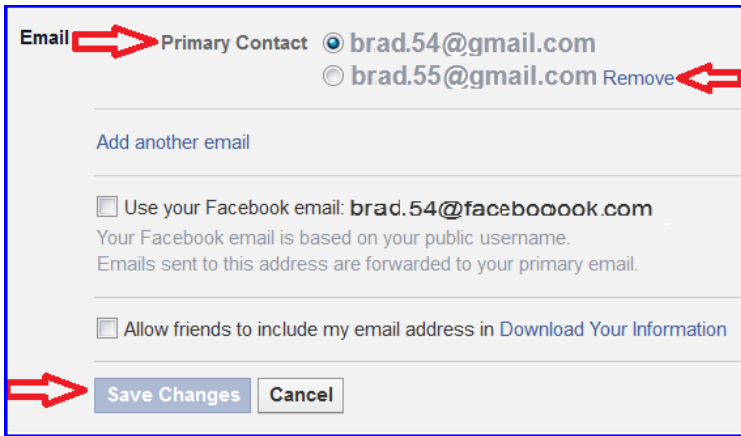 Email Primary Contact brad.54@gmail.com
brad.55@gmail.com Remove
Add another email
Use your Facebook email: brad.54@facebooook.com
Your Facebook email is based on your public username.
Emails sent to this address are forwarded to your primary email.
Allow friends to include my email address in Download Your Information
Save Changes Cancel